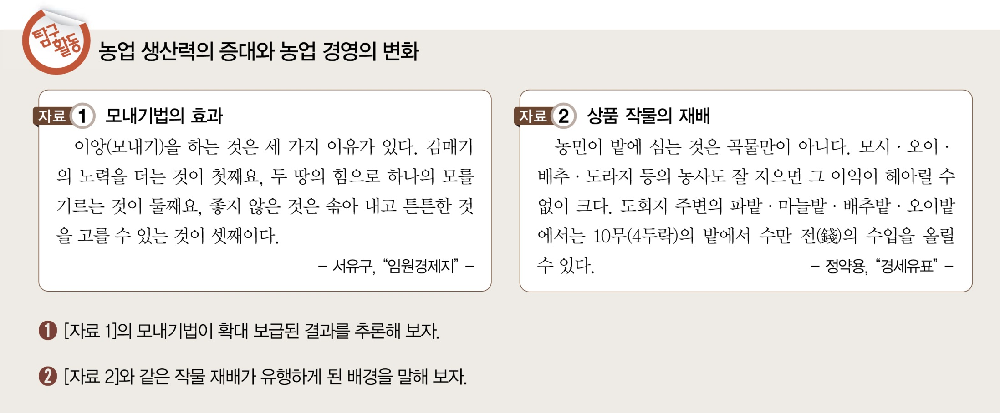 탐구
활동
농업 생산력의 증대와 농업 경영의 변화
자료 1 모내기법의 효과
이앙(모내기)을 하는 것은 세 가지 이유가 있다. 김매기
의 노력을 더는 것이 첫째요, 두 땅의 힘으로 하나의 모를
기르는 것이 둘째요, 좋지 않은 것은 솎아 내고 튼튼한 것
을 고를 수 있는 것이 셋째이다.
– 서유구, “임원경제지” –
자료 2 상품 작물의 재배
농민이 밭에 심는 것은 곡물만이 아니다. 모시 · 오이 ·
배추 · 도라지 등의 농사도 잘 지으면 그 이익이 헤아릴 수
없이 크다. 도회지 주변의 파밭 · 마늘밭 · 배추밭 · 오이밭
에서는 10무(4두락)의 밭에서 수만 전(錢)의 수입을 올릴
수 있다.
– 정약용, “경세유표” –
1 [자료 1]의 모내기법이 확대 보급된 결과를 추론해 보자.
2 [자료 2]와 같은 작물 재배가 유행하게 된 배경을 말해 보자.